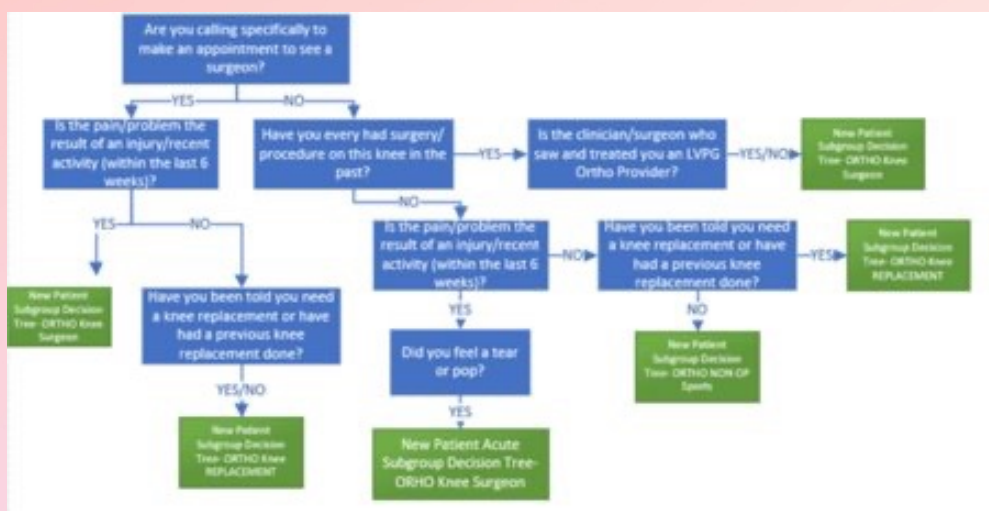 Are you calling specifically to
make an appointment to see a
surgeon?
YES
NO
Is the pain/problem the
result of an injury/recent
activity (within the last 6
weeks)?
Have you every had surgery/
procedure on this knee in the
past?
YES
Is the clinician/surgeon who
saw and treated you an LVPG
Ortho Provider?
YES/NO
New Patient
Subgroup Decision
Tree- ORTHO Knee
Surgeon
YES
NO
NO
Is the pain/problem the
result of an injury/recent
activity (within the last 6
weeks)?
NO
Have you been told you need
a knee replacement or have
had a previous knee
replacement done?
YES
New Patient
Subgroup Decision
Tree- ORTHO Knee
REPLACEMENT
New Patient
Subgroup Decision
Tree- ORTHO Knee
Surgeon
Have you been told you need
a knee replacement or have
had a previous knee
replacement done?
YES
NO
Did you feel a tear
or pop?
New Patient
Subgroup Decision
Tree- ORTHO NON-OP
Sports
YES/NO
YES
New Patient
Subgroup Decision
Tree- ORTHO Knee
REPLACEMENT
New Patient Acute
Subgroup Decision Tree-
ORHO Knee Surgeon